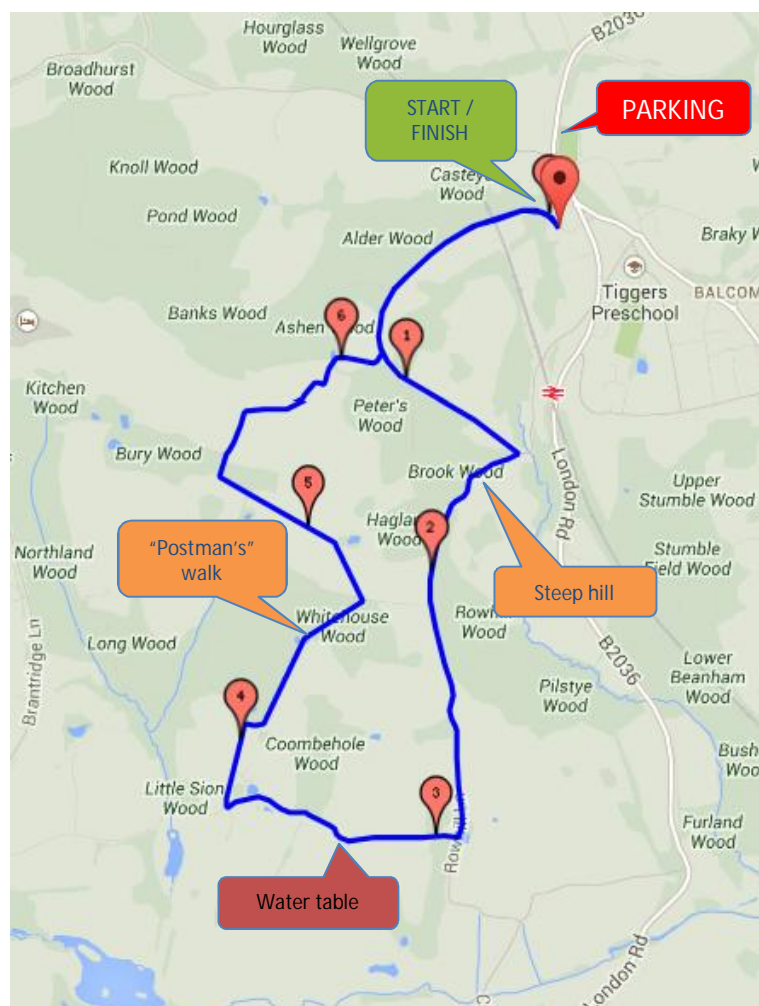 B2036
Hourglass
Wood
Wellgrove
Wood
Broadhurst
Wood
START /
FINISH
PARKING
Knoll Wood
Wood
Pond Wood
Alder Wood
Braky W
Tiggers
Preschool
BALCOM
Banks Wood
Ashen Wood
6
1
Kitchen
Wood
Peter's
Wood
Bury Wood
Brook Wood
London Rd
Upper
Stumble Wood
5
2
Wood
"Postman's"
walk
Northland
Wood
Steep hill
Stumble
Field Wood
Whitehouse
Wood
Wood
Long Wood
Brantridge Ln
B2036
Lower
Beanham
Wood
Pilstye
Wood
4
Coombehole
Wood
Bush
Woo
Little Sion
Wood
3
Furland
Wood
Water table
London Rd
C